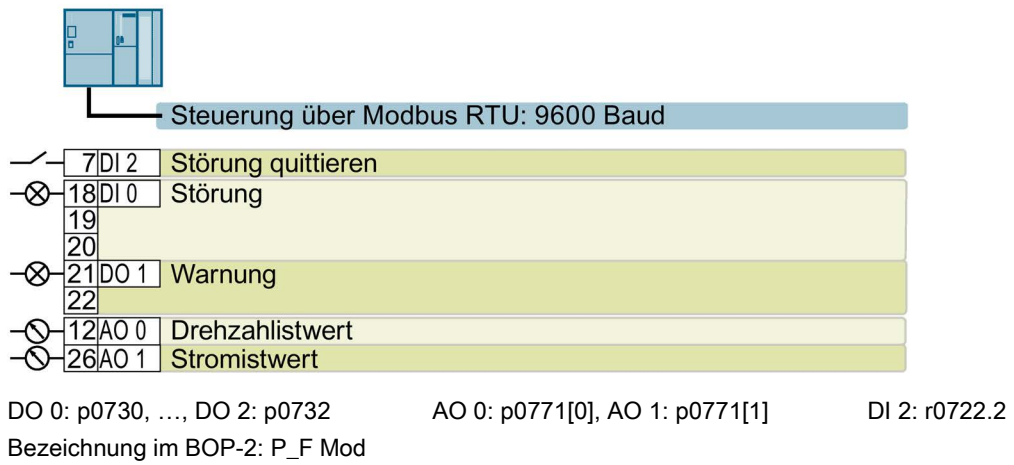 Steuerung über Modbus RTU: 9600 Baud
7 DI 2 Störung quittieren
18 DI 0 Störung
19
20
21 DO 1 Warnung
22
12 AO 0 Drehzahlistwert
26 AO 1 Stromistwert
DO 0: p0730, …, DO 2: p0732 AO 0: p0771[0], AO 1: p0771[1] DI 2: r0722.2
Bezeichnung im BOP-2: P_F Mod